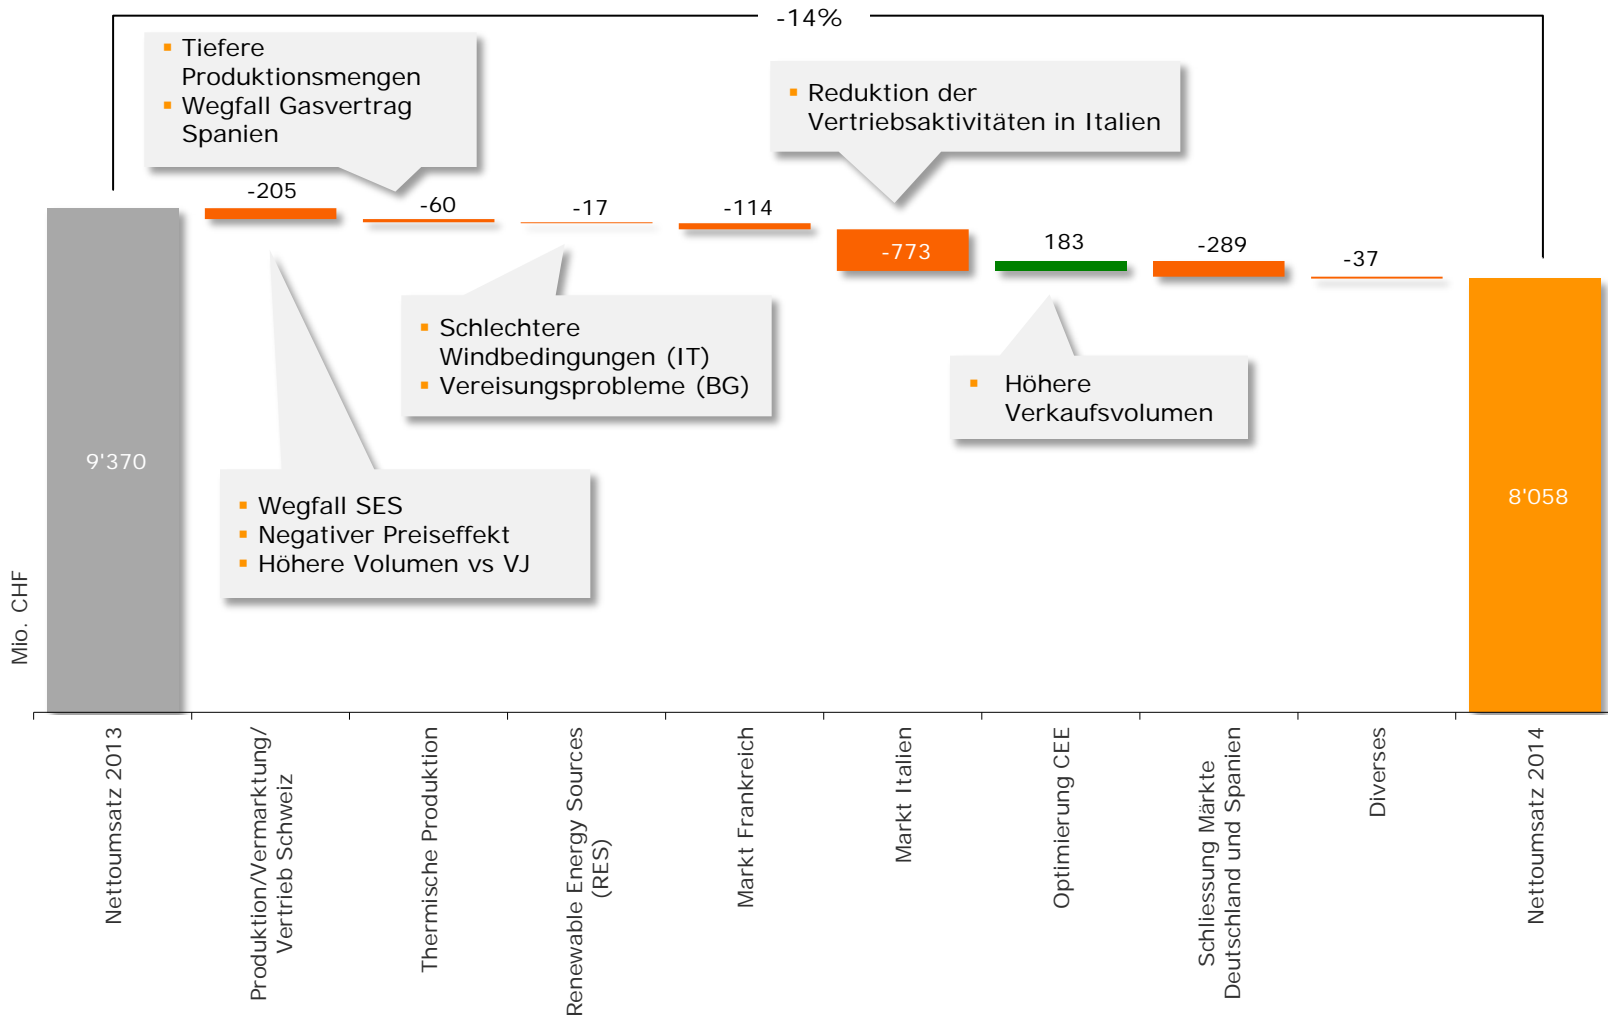 -14%
Tiefere
Produktionsmengen
Wegfall Gasvertrag
Spanien
Reduktion der
Vertriebsaktivitäten in Italien
-205
-60
-17
-114
-773
183
-289
-37
Schlechtere
Windbedingungen (IT)
Vereisungsprobleme (BG)
Höhere
Verkaufsvolumen
9'370
8'058
Wegfall SES
Negativer Preiseffekt
Höhere Volumen vs VJ
Mio. CHF
Nettoumsatz 2013
Produktion/Vermarktung/
Vertrieb Schweiz
Thermische Produktion
Renewable Energy Sources
(RES)
Markt Frankreich
Markt Italien
Optimierung CEE
Schliessung Märkte
Deutschland und Spanien
Diverses
Nettoumsatz 2014